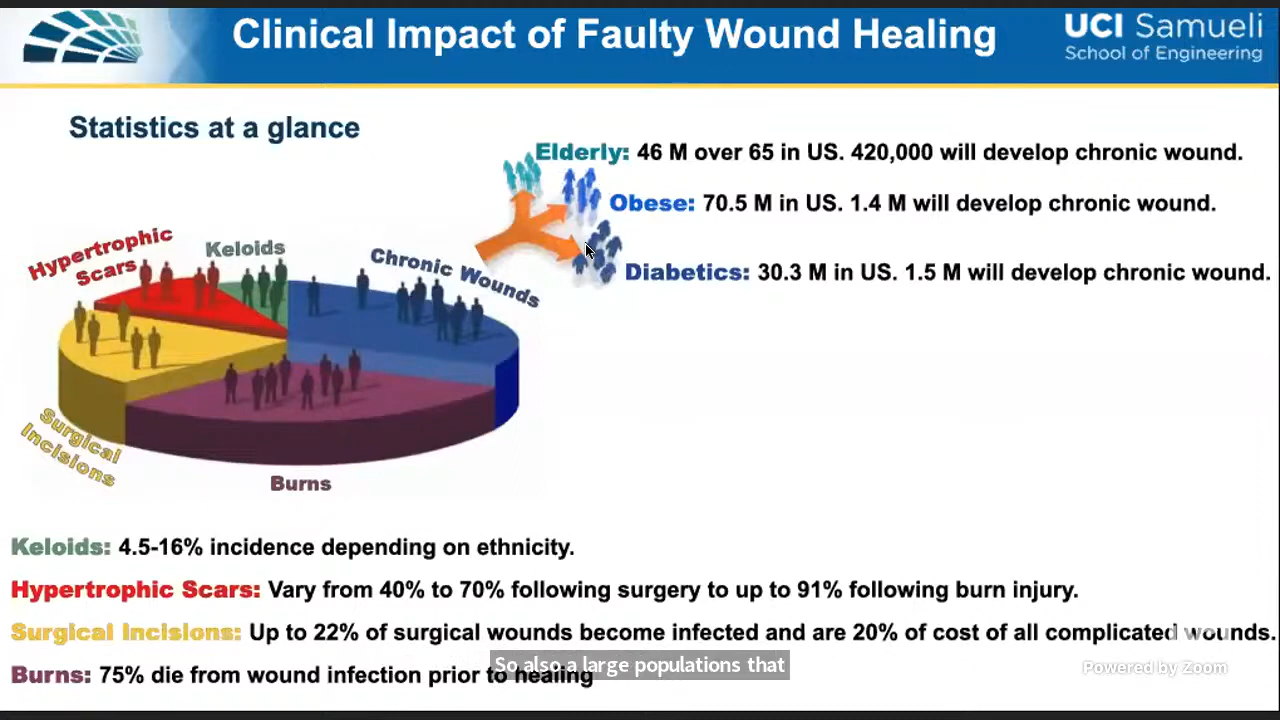 Clinical Impact of Faulty Wound Healing
UCI Samueli
School of Engineering
Statistics at a glance
Elderly: 46 M over 65 in US. 420,000 will develop chronic wound.
Obese: 70.5 M in US. 1.4 M will develop chronic wound.
Diabetics: 30.3 M in US. 1.5 M will develop chronic wound.
Hypertrophic
Scars
Keloids
Chronic Wounds
Surgical
Incisions
Burns
Keloids: 4.5-16% incidence depending on ethnicity.
Hypertrophic Scars: Vary from 40% to 70% following surgery to up to 91% following burn injury.
Surgical Incisions: Up to 22% of surgical wounds become infected and are 20% of cost of all complicated wounds.
Burns: 75% die from wound infection prior to healing
So also a large populations that
Powered by Zoom